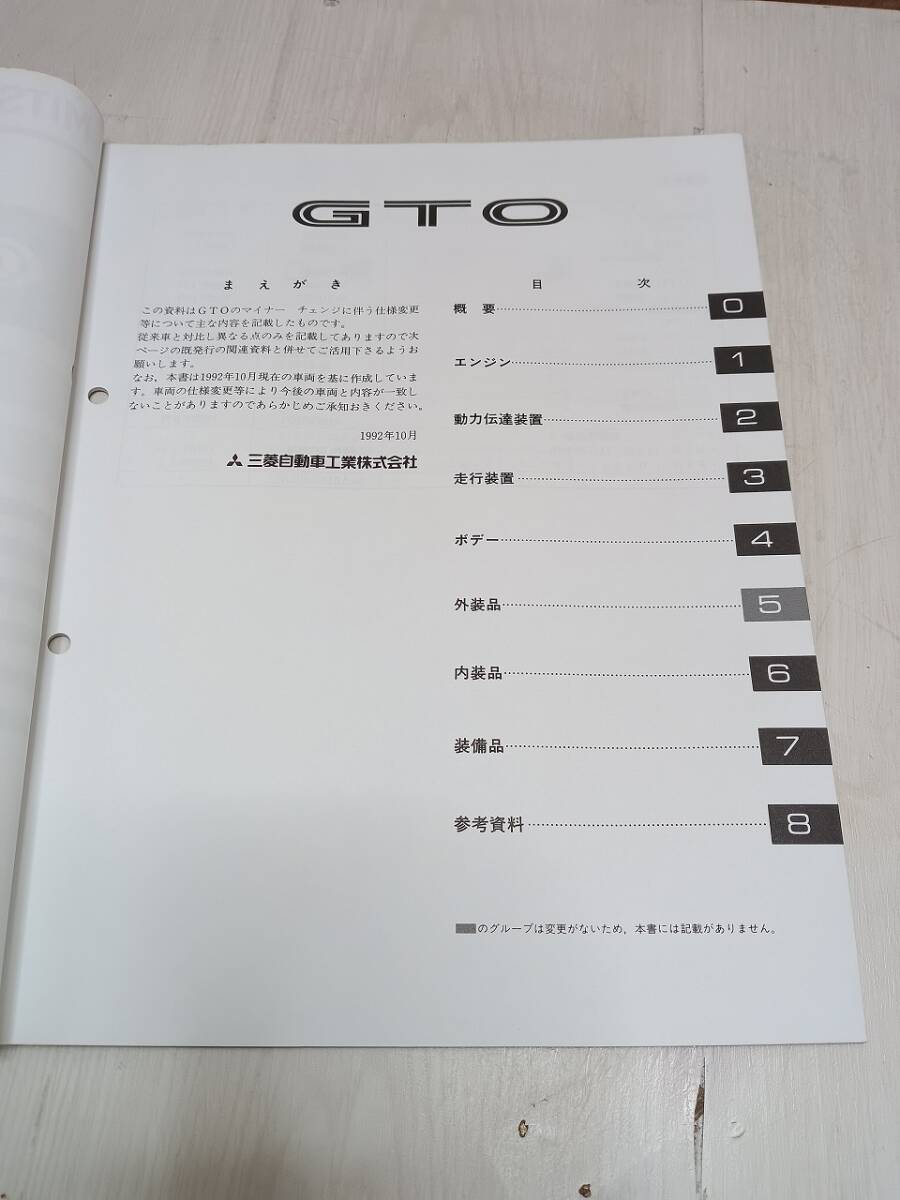 GTO
まえがき
この資料はGTOのマイナー　チェンジに伴う仕様変更
等について主な内容を記載したものです。
従来車と対比し異なる点のみを記載してありますので次
ページの既発行の関連資料と併せてご活用下さるようお
願いします。
なお，本書は1992年10月現在の車両を基に作成していま
す。車両の仕様変更等により今後の車両と内容が一致し
ないことがありますのであらかじめご承知おきください。
1992年10月
三菱自動車工業株式会社
目次
概要 0
エンジン 1
動力伝達装置 2
走行装置 3
ボデー 4
外装品 5
内装品 6
装備品 7
参考資料 8
のグループは変更がないため，本書には記載がありません。